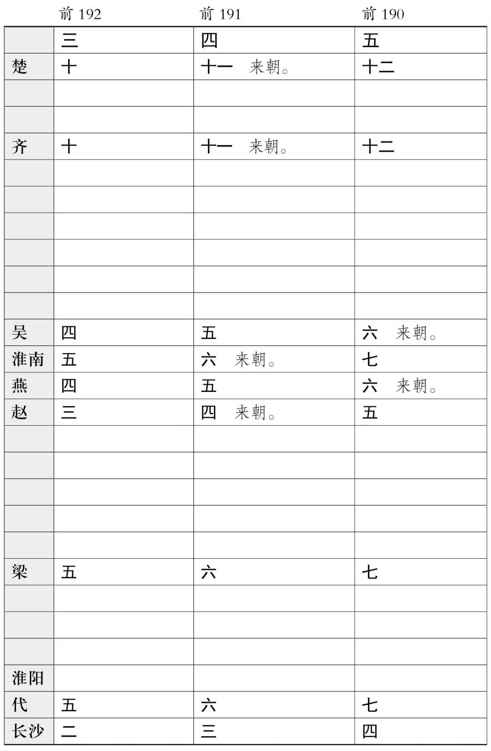 前 192 前 191 前 190
三 四 五
楚 十 十一 来朝。 十二
齐 十 十一 来朝。 十二
吴 四 五 六 来朝。
淮南 五 六 来朝。 七
燕 四 五 六 来朝。
赵 三 四 来朝。 五
梁 五 六 七
淮阳
代 五 六 七
长沙 二 三 四